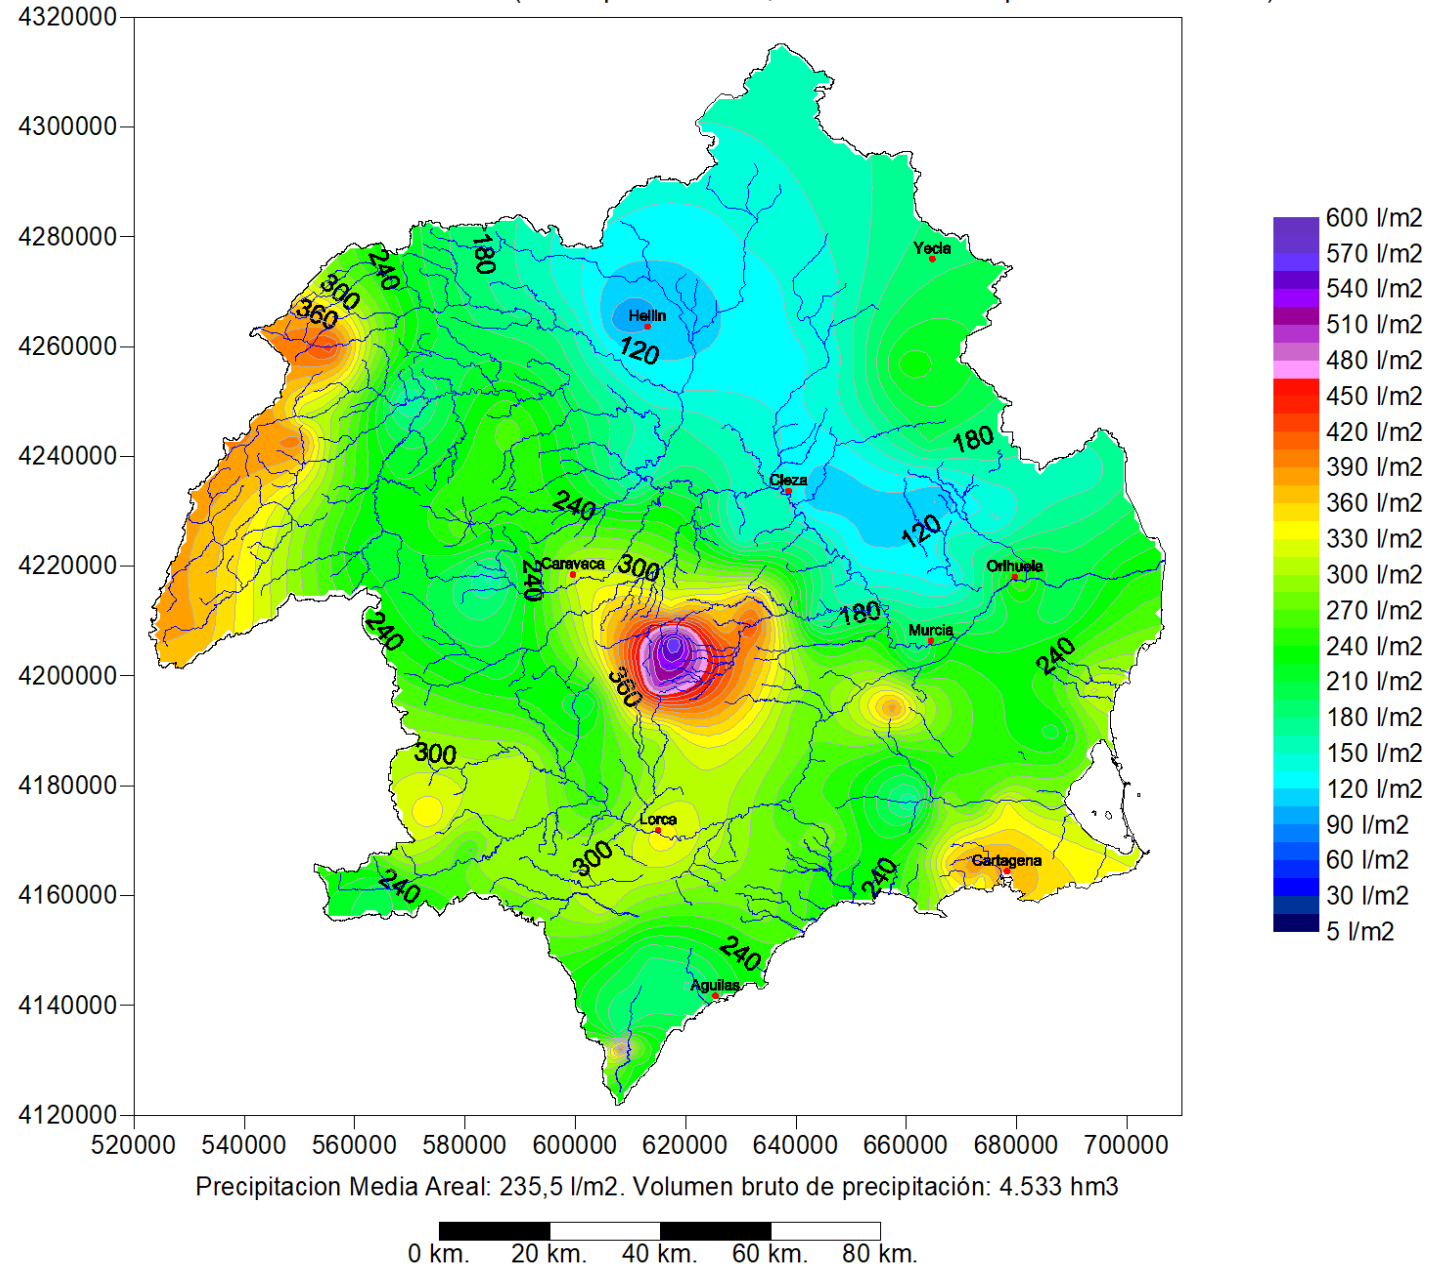 4320000
4300000
4280000
4260000
4240000
4220000
4200000
4180000
4160000
4140000
4120000
520000 540000 560000 580000 600000 620000 640000 660000 680000 700000
180
240
300
360
Yecla
Hellin
120
180
Cieza
240
120
Caravaca
300
240
Orihuela
180
240
Murcia
240
360
300
Lorca
300
240
Cartagena
240
240
Aguilas
600 l/m2
570 l/m2
540 l/m2
510 l/m2
480 l/m2
450 l/m2
420 l/m2
390 l/m2
360 l/m2
330 l/m2
300 l/m2
270 l/m2
240 l/m2
210 l/m2
180 l/m2
150 l/m2
120 l/m2
90 l/m2
60 l/m2
30 l/m2
5 l/m2
Precipitacion Media Areal: 235,5 l/m2. Volumen bruto de precipitación: 4.533 hm3
0 km. 20 km. 40 km. 60 km. 80 km.